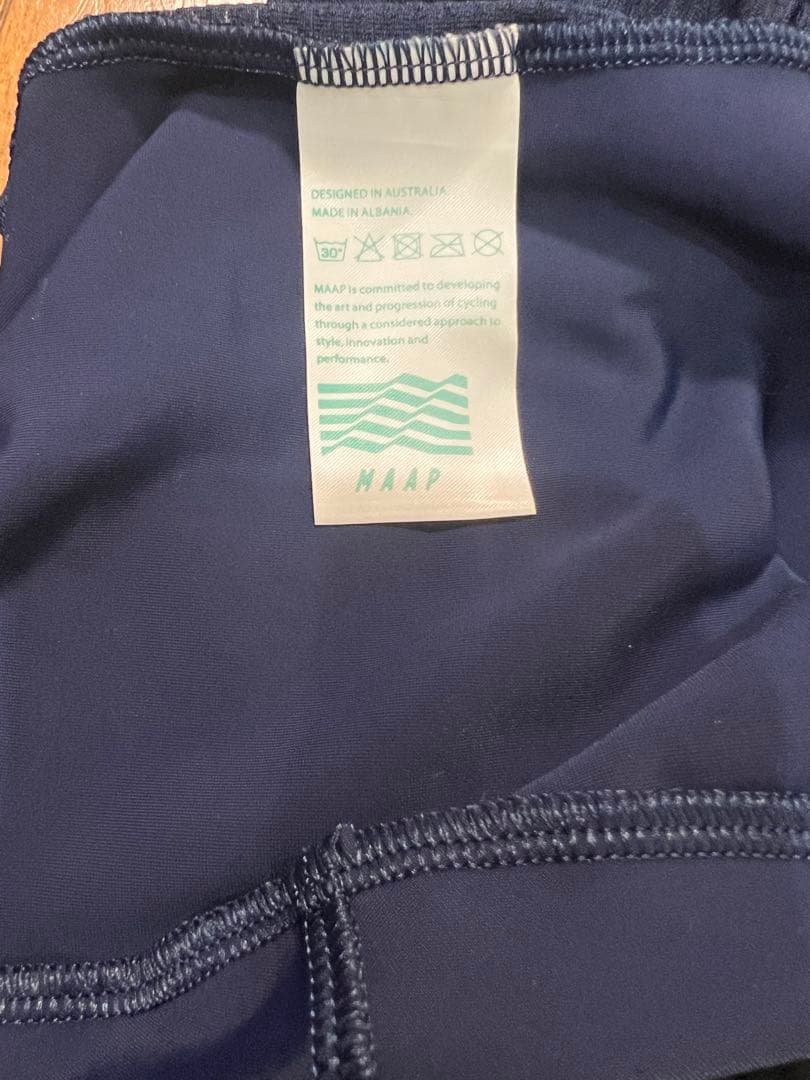 DESIGNED IN AUSTRALIA.
MADE IN ALBANIA.
30°
MAAP is committed to developing
the art and progression of cycling
through a considered approach to
style, innovation and
performance.
MAAP